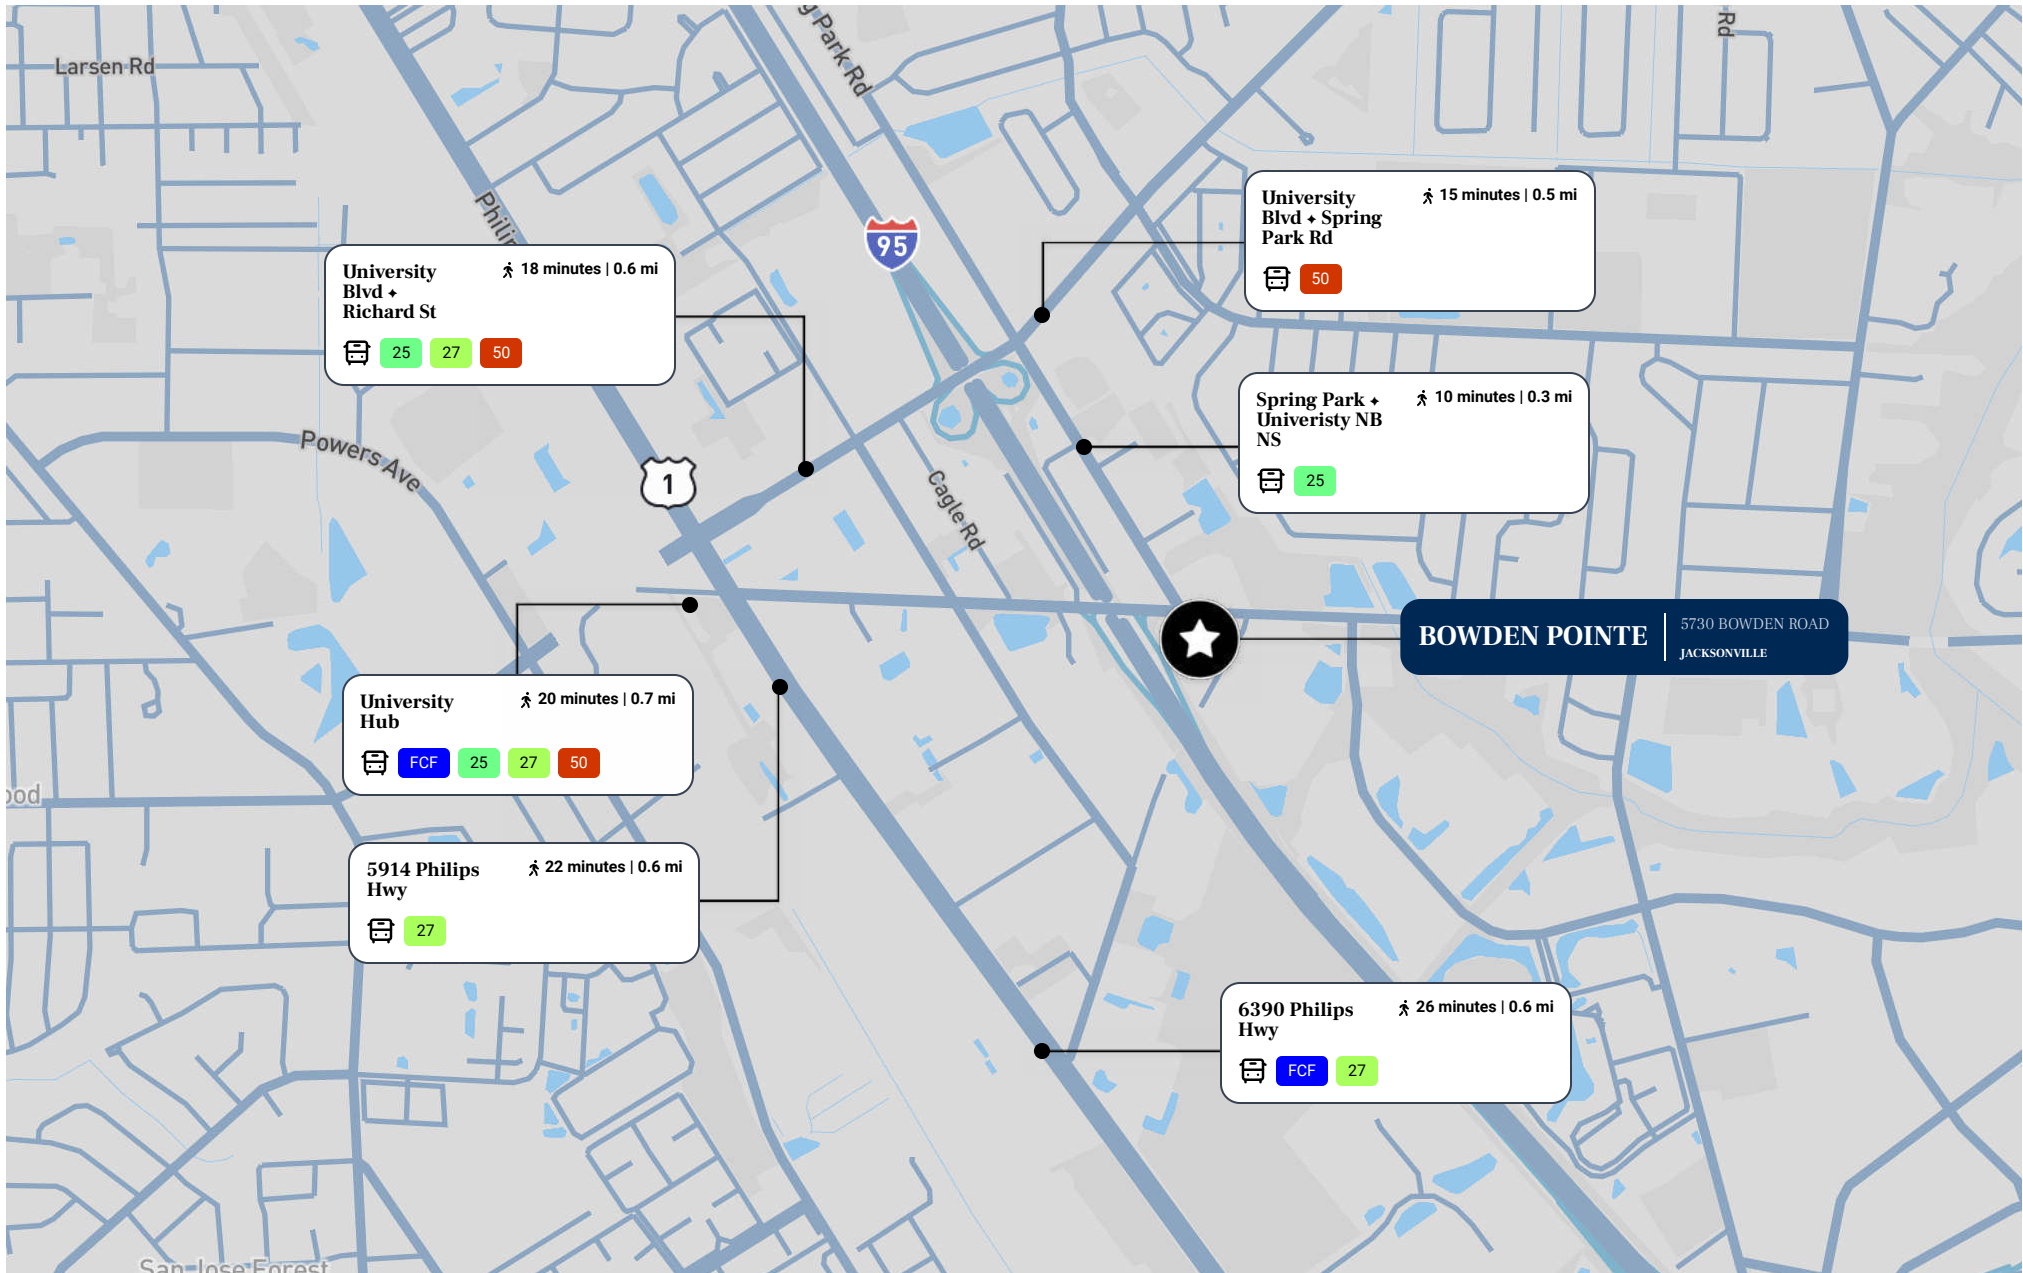 Larsen Rd
g Park Rd
Rd
Philip
95
University
Blvd ✦ Spring
Park Rd
15 minutes | 0.5 mi
50
University
Blvd ✦
Richard St
18 minutes | 0.6 mi
25 27 50
Spring Park ✦
Univeristy NB
NS
10 minutes | 0.3 mi
25
Powers Ave
1
Cagle Rd
BOWDEN POINTE
5730 BOWDEN ROAD
JACKSONVILLE
University
Hub
20 minutes | 0.7 mi
FCF 25 27 50
ood
5914 Philips
Hwy
22 minutes | 0.6 mi
27
6390 Philips
Hwy
26 minutes | 0.6 mi
FCF 27
San Jose Forest